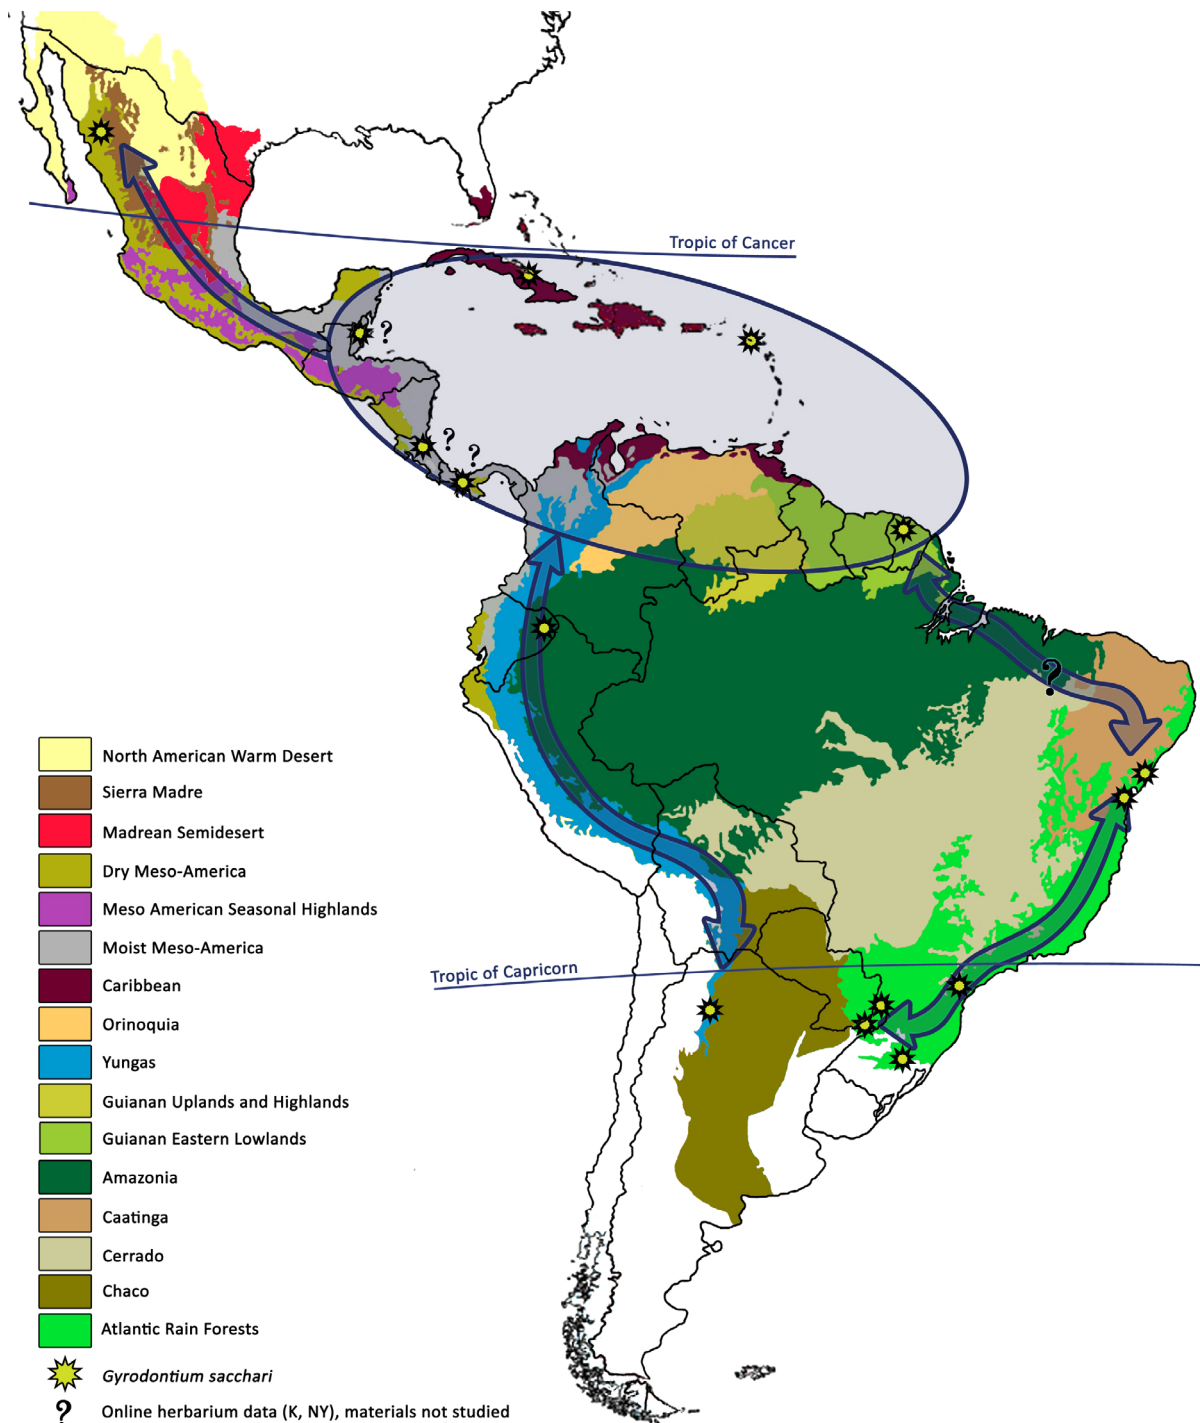 Tropic of Cancer
?
?
?
?
Tropic of Capricorn
North American Warm Desert
Sierra Madre
Madrean Semidesert
Dry Meso-America
Meso American Seasonal Highlands
Moist Meso-America
Caribbean
Orinoquia
Yungas
Guianan Uplands and Highlands
Guianan Eastern Lowlands
Amazonia
Caatinga
Cerrado
Chaco
Atlantic Rain Forests
Gyrodontium sacchari
? Online herbarium data (K, NY), materials not studied